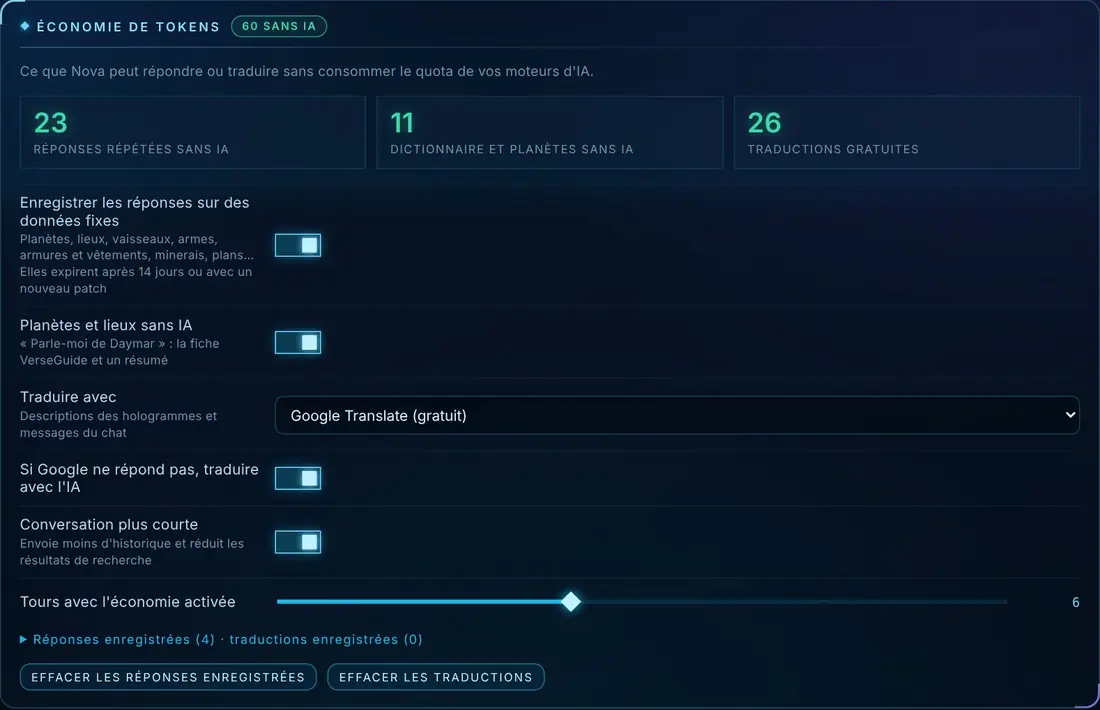 ÉCONOMIE DE TOKENS
60 SANS IA
Ce que Nova peut répondre ou traduire sans consommer le quota de vos moteurs d'IA.
23
RÉPONSES RÉPÉTÉES SANS IA
11
DICTIONNAIRE ET PLANÈTES SANS IA
26
TRADUCTIONS GRATUITES
Enregistrer les réponses sur des
données fixes
Planètes, lieux, vaisseaux, armes,
armures et vêtements, minerais, plans...
Elles expirent après 14 jours ou avec un
nouveau patch
Planètes et lieux sans IA
« Parle-moi de Daymar » : la fiche
VerseGuide et un résumé
Traduire avec
Descriptions des hologrammes et
messages du chat
Google Translate (gratuit)
Si Google ne répond pas, traduire
avec l'IA
Conversation plus courte
Envoie moins d'historique et réduit les
résultats de recherche
Tours avec l'économie activée
6
Réponses enregistrées (4) · traductions enregistrées (0)
EFFACER LES RÉPONSES ENREGISTRÉES
EFFACER LES TRADUCTIONS